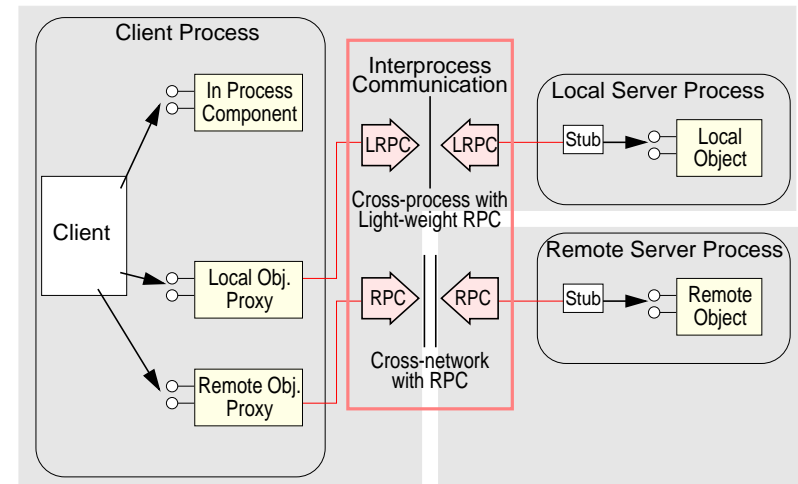 Client Process
In Process
Component
Client
Local Obj.
Proxy
Remote Obj.
Proxy
Interprocess
Communication
LRPC
LRPC
Cross-process with
Light-weight RPC
RPC
RPC
Cross-network
with RPC
Local Server Process
Stub
Local
Object
Remote Server Process
Stub
Remote
Object